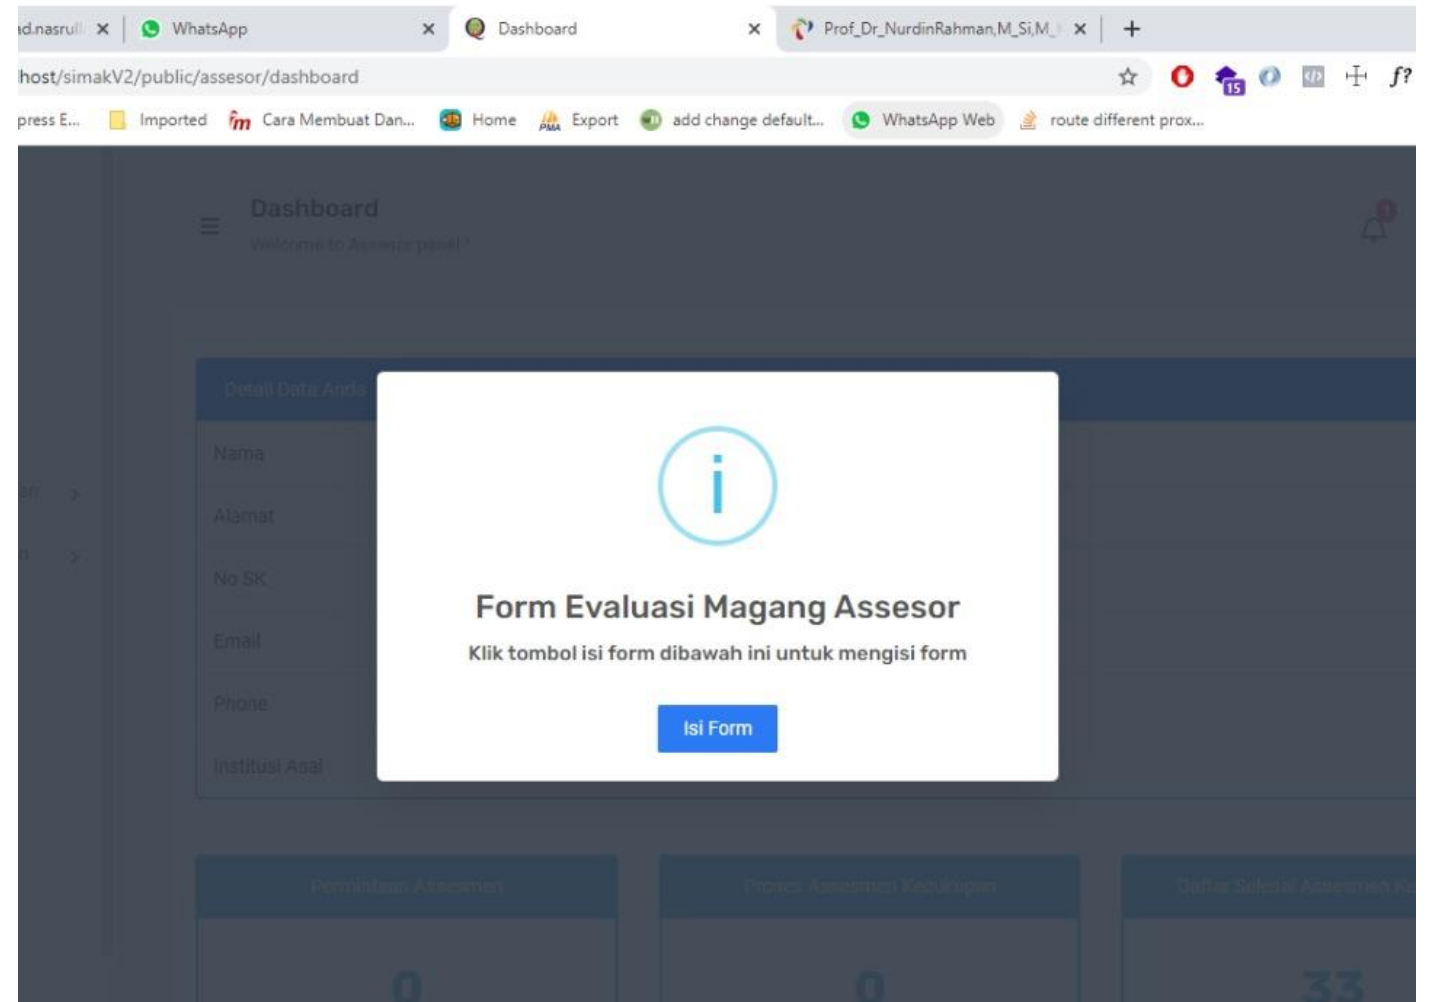 WhatsApp
Dashboard
Prof_Dr_NurdinRahman,M_Si,M_
host/simakV2/public/assesor/dashboard
15
f?
press E...
Imported
Cara Membuat Dan...
Home
Export
add change default...
WhatsApp Web
route different prox...
Dashboard
Welcome to Assesor panel !
Detail Data Anda
Nama
Alamat
No SK
Email
Phone
Institusi Asal
i
Form Evaluasi Magang Assesor
Klik tombol isi form dibawah ini untuk mengisi form
Isi Form
Permintaan Assesmen
Proses Assesmen Kecukupan
Daftar Selesai Assesmen Ke
0
0
33